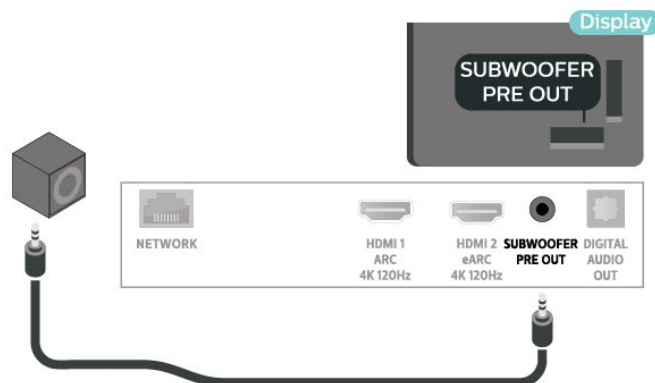 Display
SUBWOOFER
PRE OUT
NETWORK
HDMI 1
ARC
4K 120Hz
HDMI 2
eARC
4K 120Hz
SUBWOOFER
PRE OUT
DIGITAL
AUDIO
OUT